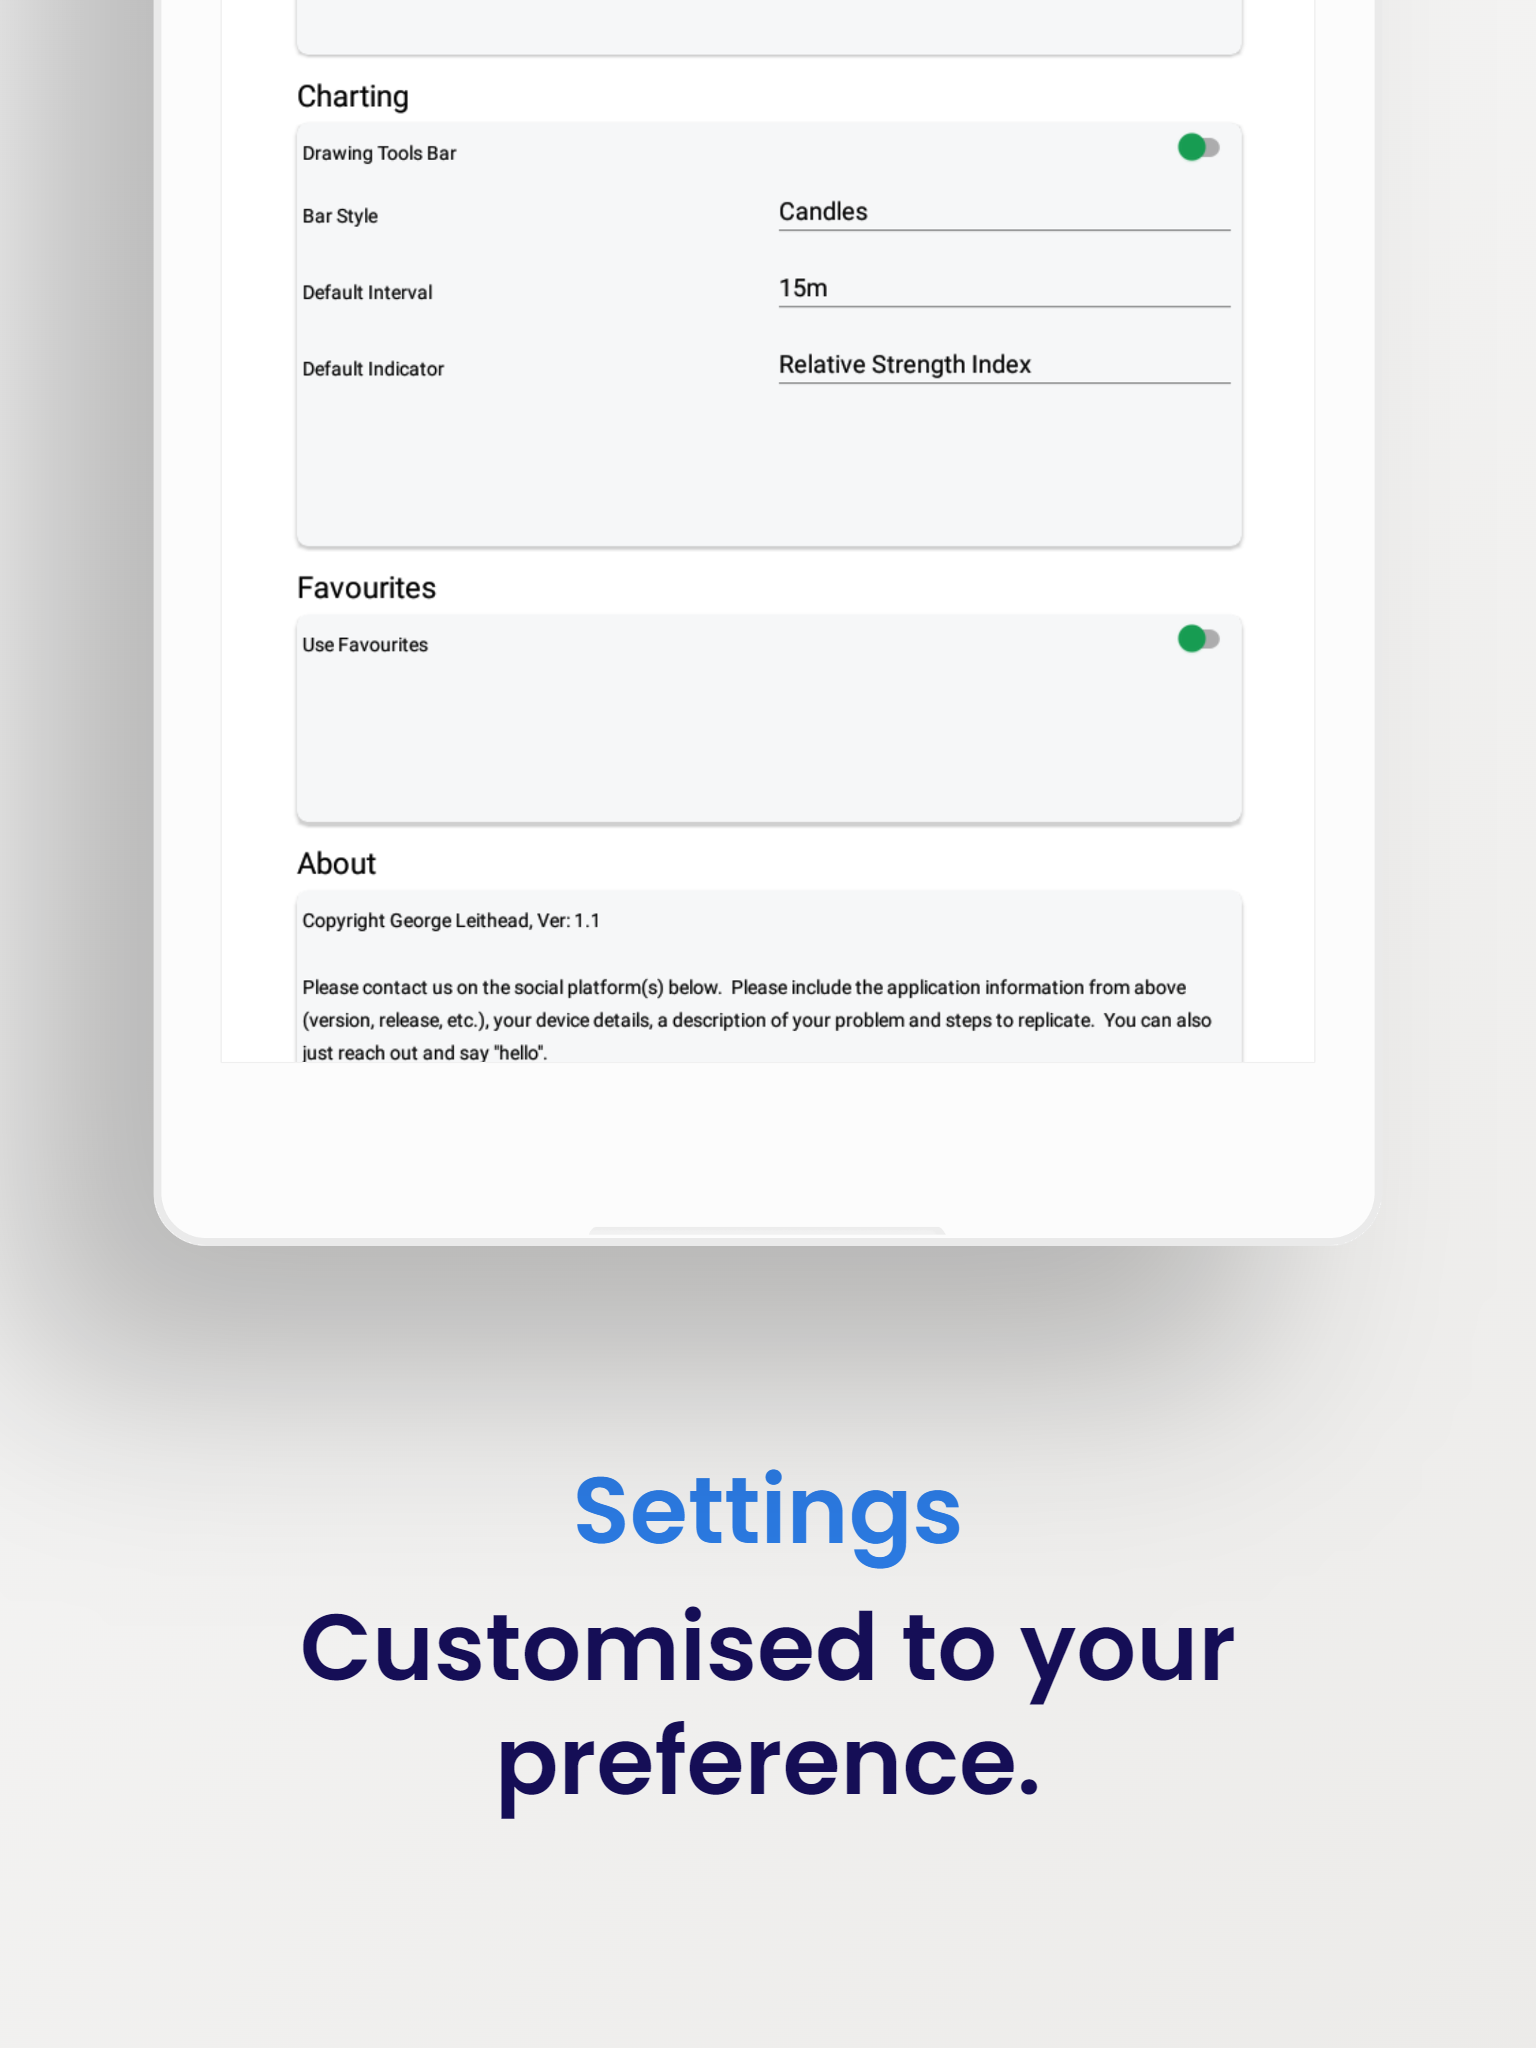 Charting
Drawing Tools Bar
Bar Style
Candles
Default Interval
15m
Default Indicator
Relative Strength Index
Favourites
Use Favourites
About
Copyright George Leithead, Ver: 1.1
Please contact us on the social platform(s) below.  Please include the application information from above
(version, release, etc.), your device details, a description of your problem and steps to replicate.  You can also
just reach out and say "hello".
Settings
Customised to your
preference.